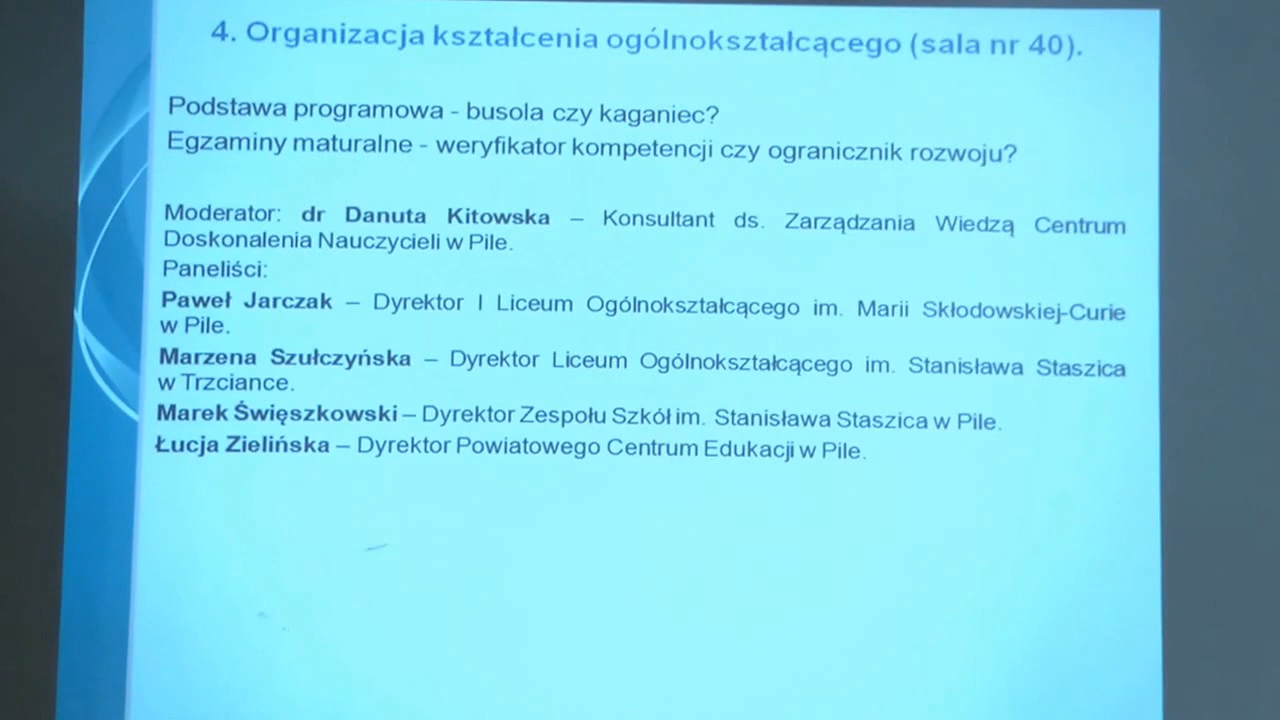 4. Organizacja kształcenia ogólnokształcącego (sala nr 40).
Podstawa programowa - busola czy kaganiec?
Egzaminy maturalne - weryfikator kompetencji czy ogranicznik rozwoju?
Moderator: dr Danuta Kitowska – Konsultant ds. Zarządzania Wiedzą Centrum
Doskonalenia Nauczycieli w Pile.
Paneliści:
Paweł Jarczak – Dyrektor I Liceum Ogólnokształcącego im. Marii Skłodowskiej-Curie
w Pile.
Marzena Szułczyńska – Dyrektor Liceum Ogólnokształcącego im. Stanisława Staszica
w Trzciance.
Marek Święszkowski – Dyrektor Zespołu Szkół im. Stanisława Staszica w Pile.
Łucja Zielińska – Dyrektor Powiatowego Centrum Edukacji w Pile.